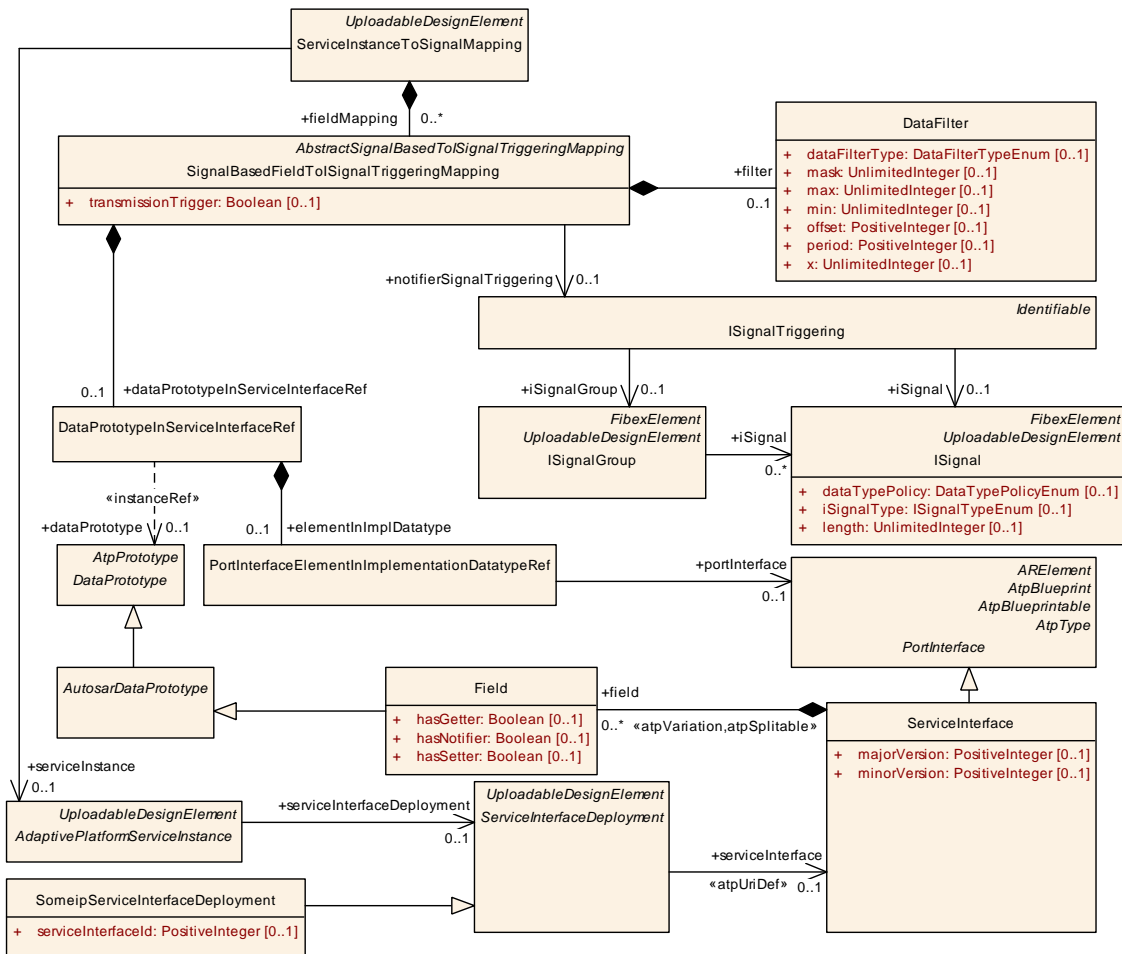 UploadableDesignElement
ServiceInstanceToSignalMapping
+fieldMapping
0..*
AbstractSignalBasedToISignalTriggeringMapping
SignalBasedFieldToISignalTriggeringMapping
+ transmissionTrigger: Boolean [0..1]
+filter
0..1
DataFilter
+ dataFilterType: DataFilterTypeEnum [0..1]
+ mask: UnlimitedInteger [0..1]
+ max: UnlimitedInteger [0..1]
+ min: UnlimitedInteger [0..1]
+ offset: PositiveInteger [0..1]
+ period: PositiveInteger [0..1]
+ x: UnlimitedInteger [0..1]
+notifierSignalTriggering
0..1
Identifiable
ISignalTriggering
+iSignalGroup
0..1
+iSignal
0..1
0..1
+dataPrototypeInServiceInterfaceRef
DataPrototypeInServiceInterfaceRef
FibexElement
UploadableDesignElement
ISignalGroup
+iSignal
0..*
FibexElement
UploadableDesignElement
ISignal
+ dataTypePolicy: DataTypePolicyEnum [0..1]
+ iSignalType: ISignalTypeEnum [0..1]
+ length: UnlimitedInteger [0..1]
«instanceRef»
+dataPrototype
0..1
0..1
+elementInImplDatatype
AtpPrototype
DataPrototype
PortInterfaceElementInImplementationDatatypeRef
+portInterface
0..1
ARElement
AtpBlueprint
AtpBlueprintable
AtpType
PortInterface
AutosarDataPrototype
Field
+ hasGetter: Boolean [0..1]
+ hasNotifier: Boolean [0..1]
+ hasSetter: Boolean [0..1]
+field
0..*
«atpVariation,atpSplitable»
ServiceInterface
+ majorVersion: PositiveInteger [0..1]
+ minorVersion: PositiveInteger [0..1]
+serviceInstance
0..1
UploadableDesignElement
AdaptivePlatformServiceInstance
+serviceInterfaceDeployment
0..1
UploadableDesignElement
ServiceInterfaceDeployment
+serviceInterface
«atpUriDef»
0..1
SomeipServiceInterfaceDeployment
+ serviceInterfaceId: PositiveInteger [0..1]